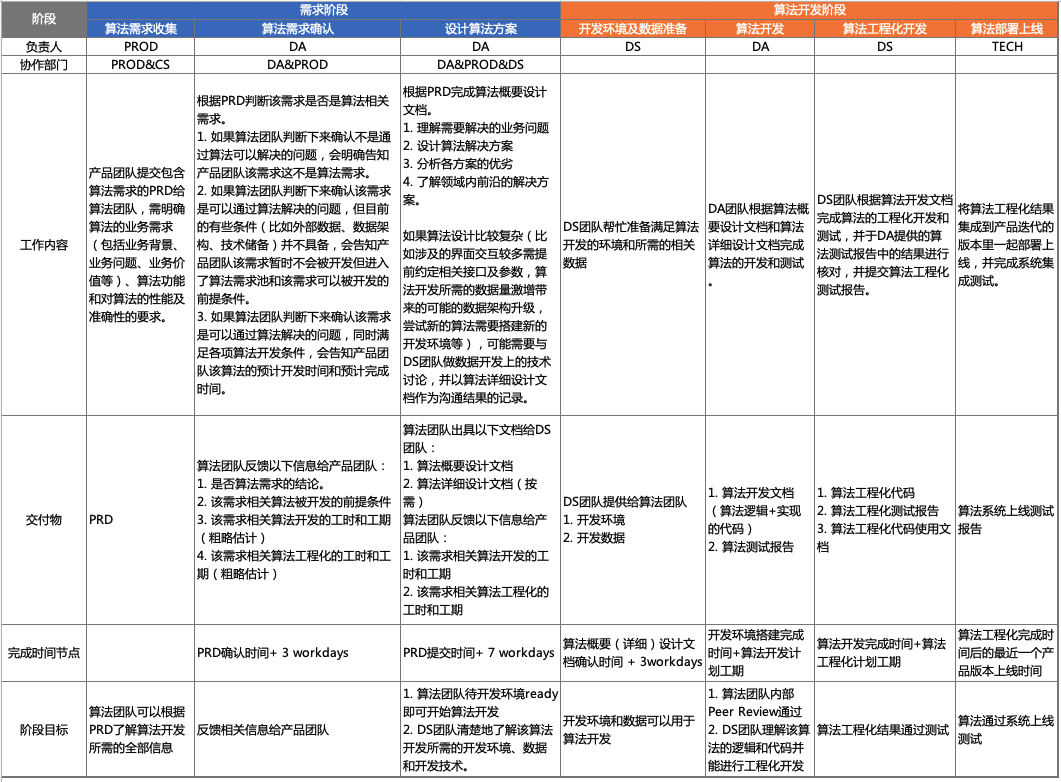 阶段
需求阶段
算法开发阶段
算法需求收集
算法需求确认
设计算法方案
开发环境及数据准备
算法开发
算法工程化开发
算法部署上线
负责人
PROD
DA
DA
DS
DA
DS
TECH
协作部门
PROD&CS
DA&PROD
DA&PROD&DS
工作内容
产品团队提交包含
算法需求的PRD给
算法团队，需明确
算法的业务需求
（包括业务背景、
业务问题、业务价
值等）、算法功能
和对算法的性能及
准确性的要求。
根据PRD判断该需求是否是算法相关
需求。
1. 如果算法团队判断下来确认不是通
过算法可以解决的问题，会明确告知
产品团队该需求这不是算法需求。
2. 如果算法团队判断下来确认该需求
是可以通过算法解决的问题，但目前
的有些条件（比如外部数据、数据架
构、技术储备）并不具备，会告知产
品团队该需求暂时不会被开发但进入
了算法需求池和该需求可以被开发的
前提条件。
3. 如果算法团队判断下来确认该需求
是可以通过算法解决的问题，同时满
足各项算法开发条件，会告知产品团
队该算法的预计开发时间和预计完成
时间。
根据PRD完成算法概要设计
文档。
1. 理解需要解决的业务问题
2. 设计算法解决方案
3. 分析各方案的优劣
4. 了解领域内前沿的解决方
案。
如果算法设计比较复杂（比
如涉及的界面交互较多需提
前约定相关接口及参数，算
法开发所需的数据量激增带
来的可能的数据架构升级，
尝试新的算法需要搭建新的
开发环境等），可能需要与
DS团队做数据开发上的技术
讨论，并以算法详细设计文
档作为沟通结果的记录。
DS团队帮忙准备满足算法
开发的环境和所需的相关
数据
DA团队根据算法概
要设计文档和算法
详细设计文档完成
算法的开发和测试
。
DS团队根据算法开发文档
完成算法的工程化开发和
测试，并于DA提供的算
法测试报告中的结果进行
核对，并提交算法工程化
测试报告。
将算法工程化结果
集成到产品迭代的
版本里一起部署上
线，并完成系统集
成测试。
交付物
PRD
算法团队反馈以下信息给产品团队：
1. 是否算法需求的结论。
2. 该需求相关算法被开发的前提条件
3. 该需求相关算法开发的工时和工期
（粗略估计）
4. 该需求相关算法工程化的工时和工
期（粗略估计）
算法团队出具以下文档给DS
团队：
1. 算法概要设计文档
2. 算法详细设计文档（按
需）
算法团队反馈以下信息给产
品团队：
1. 该需求相关算法开发的工
时和工期
2. 该需求相关算法工程化的
工时和工期
DS团队提供给算法团队
1. 开发环境
2. 开发数据
1. 算法开发文档
（算法逻辑+实现
的代码）
2. 算法测试报告
1. 算法工程化代码
2. 算法工程化测试报告
3. 算法工程化代码使用文
档
算法系统上线测试
报告
完成时间节点
PRD确认时间+ 3 workdays
PRD提交时间+ 7 workdays
算法概要（详细）设计文
档确认时间 + 3workdays
开发环境搭建完成
时间+算法开发计
划工期
算法开发完成时间+算法
工程化计划工期
算法工程化完成时
间后的最近一个产
品版本上线时间
阶段目标
算法团队可以根据
PRD了解算法开发
所需的全部信息
反馈相关信息给产品团队
1. 算法团队待开发环境ready
即可开始算法开发
2. DS团队清楚地了解该算法
开发所需的开发环境、数据
和开发技术。
开发环境和数据可以用于
算法开发
1. 算法团队内部
Peer Review通过
2. DS团队理解该算
法的逻辑和代码并
能进行工程化开发
算法工程化结果通过测试
算法通过系统上线
测试